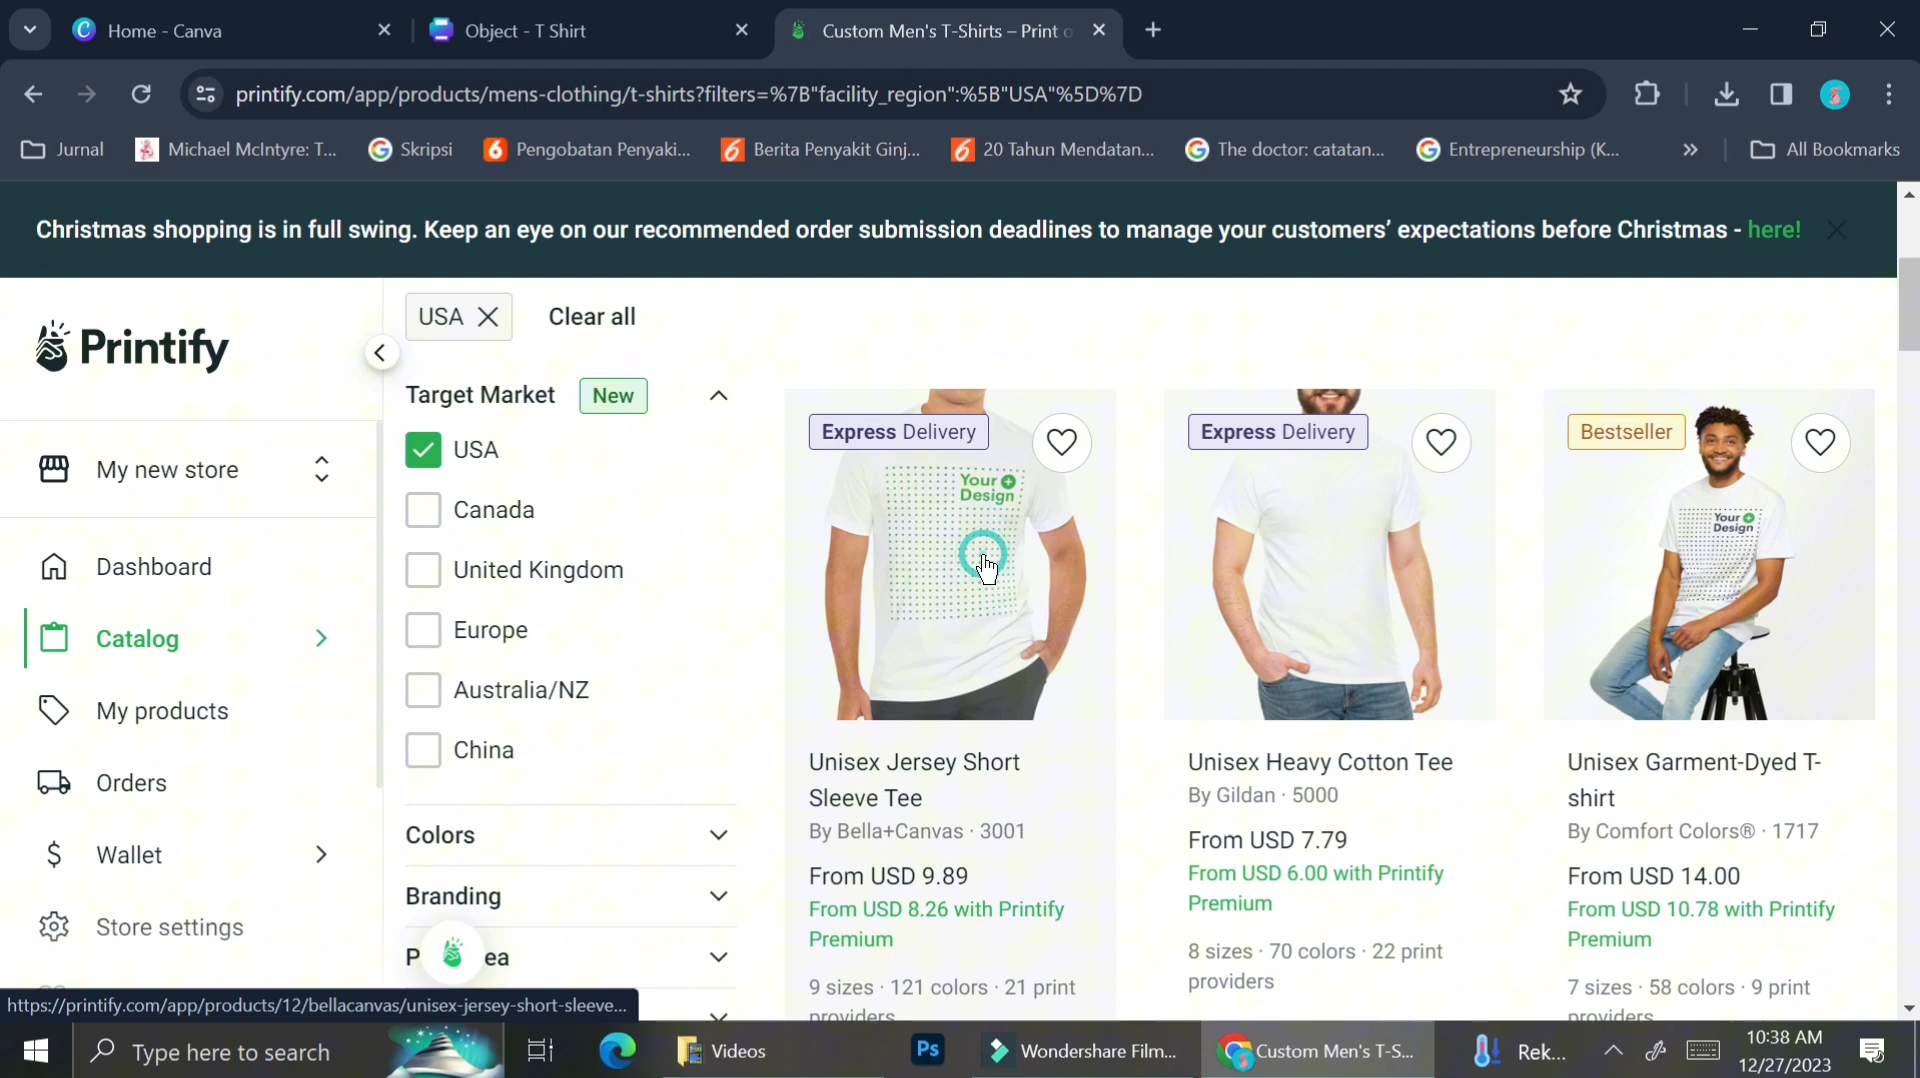 Home - Canva
Object - T Shirt
Custom Men's T-Shirts – Print o
printify.com/app/products/mens-clothing/t-shirts?filters=%7B"facility_region":%5B"USA"%5D%7D
Jurnal
Michael McIntyre: T...
Skripsi
Pengobatan Penyaki...
Berita Penyakit Ginj...
20 Tahun Mendatan...
The doctor: catatan...
Entrepreneurship (K...
All Bookmarks
Christmas shopping is in full swing. Keep an eye on our recommended order submission deadlines to manage your customers’ expectations before Christmas - here!
Printify
My new store
Dashboard
Catalog
My products
Orders
$ Wallet
Store settings
USA
Clear all
Target Market New
USA
Canada
United Kingdom
Europe
Australia/NZ
China
Colors
Branding
P ea
Express Delivery
Your
Design
Unisex Jersey Short
Sleeve Tee
By Bella+Canvas · 3001
From USD 9.89
From USD 8.26 with Printify
Premium
9 sizes · 121 colors · 21 print
providers
Express Delivery
Unisex Heavy Cotton Tee
By Gildan · 5000
From USD 7.79
From USD 6.00 with Printify
Premium
8 sizes · 70 colors · 22 print
providers
Bestseller
Your
Design
Unisex Garment-Dyed T-
shirt
By Comfort Colors® · 1717
From USD 14.00
From USD 10.78 with Printify
Premium
7 sizes · 58 colors · 9 print
providers
https://printify.com/app/products/12/bellacanvas/unisex-jersey-short-sleeve...
Type here to search
Videos
Ps
Wondershare Film...
Custom Men's T-S...
Rek...
10:38 AM
12/27/2023